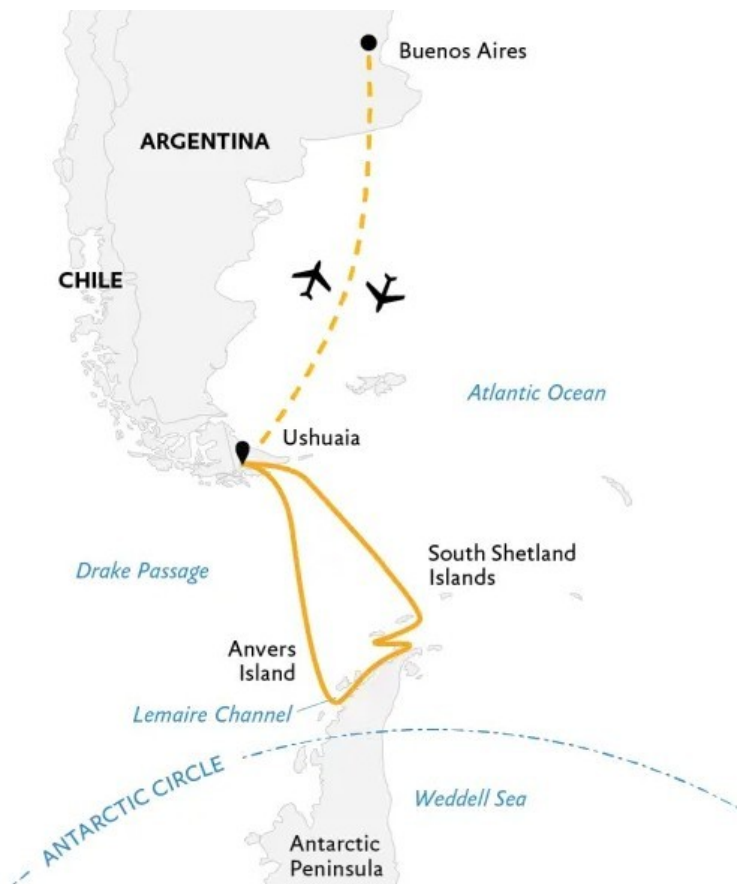 Buenos Aires
ARGENTINA
CHILE
Atlantic Ocean
Ushuaia
South Shetland
Islands
Drake Passage
Anvers
Island
Lemaire Channel
ANTARCTIC CIRCLE
Weddell Sea
Antarctic
Peninsula